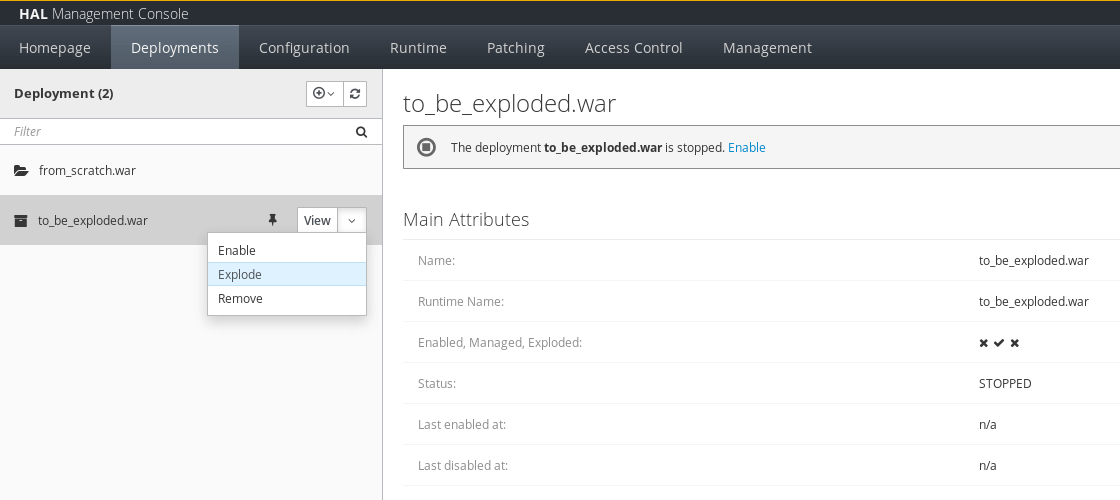 HAL Management Console
Homepage Deployments Configuration Runtime Patching Access Control Management
Deployment (2)
Filter
from_scratch.war
to_be_exploded.war View
Enable
Explode
Remove
to_be_exploded.war
The deployment to_be_exploded.war is stopped. Enable
Main Attributes
Name: to_be_exploded.war
Runtime Name: to_be_exploded.war
Enabled, Managed, Exploded:
Status: STOPPED
Last enabled at: n/a
Last disabled at: n/a